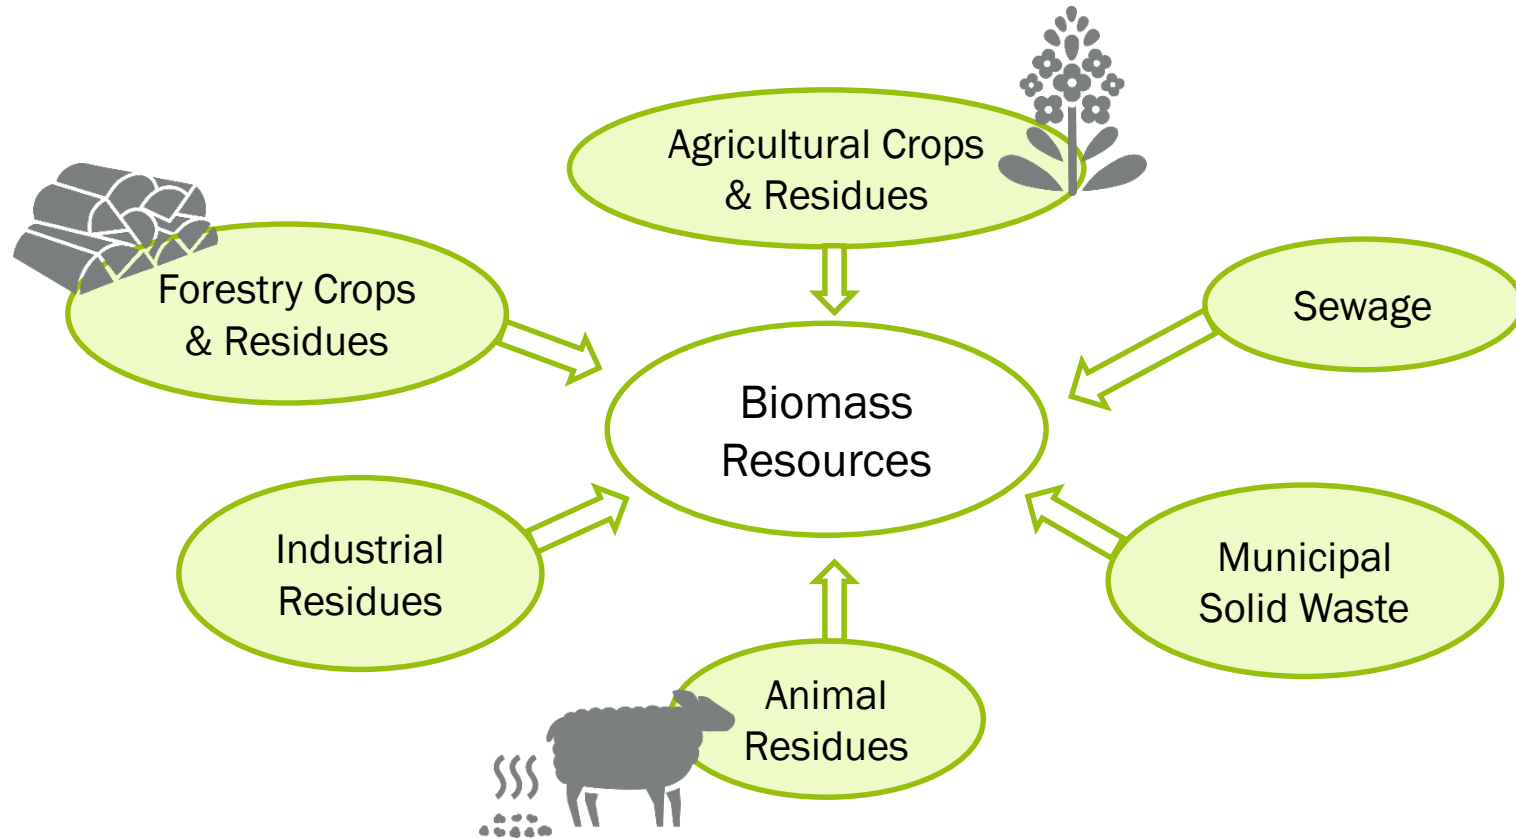 Agricultural Crops
& Residues
Forestry Crops
& Residues
Sewage
Biomass
Resources
Industrial
Residues
Municipal
Solid Waste
Animal
Residues